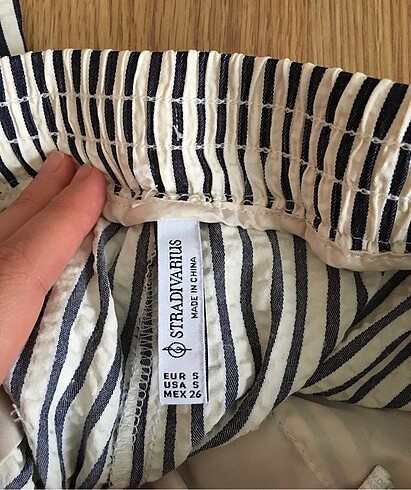 STRADIVARIUS
MADE IN CHINA
EUR S
USA S
MEX 26